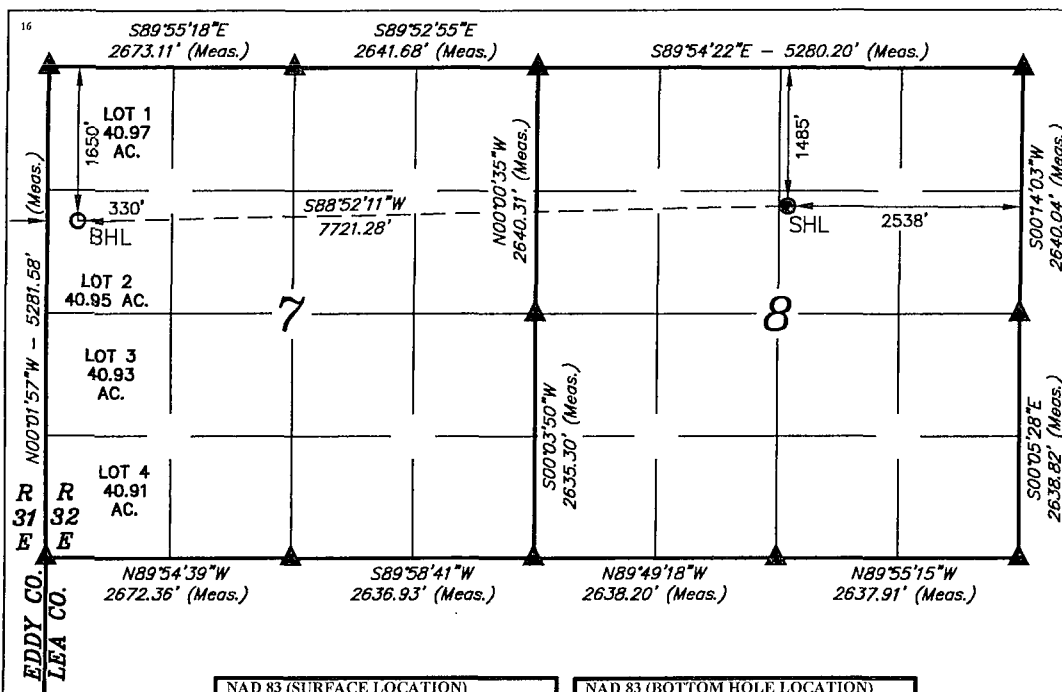 16
S89°55'18"E
2673.11' (Meas.)
S89°52'55"E
2641.68' (Meas.)
S89°54'22"E – 5280.20' (Meas.)
LOT 1
40.97
AC.
1650'
330'
BHL
S88°52'11"W
7721.28'
N00°00'35"W
2640.31' (Meas.)
1485'
SHL
2538'
S00°14'03"W
2640.04' (Meas.)
N00°01'57"W – 5281.58' (Meas.)
LOT 2
40.95 AC.
7
8
LOT 3
40.93
AC.
S00°03'50"W
2635.30' (Meas.)
S00°05'28"E
2638.82' (Meas.)
LOT 4
40.91
AC.
R R
31 32
E E
N89°54'39"W
2672.36' (Meas.)
S89°58'41"W
2636.93' (Meas.)
N89°49'18"W
2638.20' (Meas.)
N89°55'15"W
2637.91' (Meas.)
EDDY CO.
LEA CO.
NAD 83 (SURFACE LOCATION)
NAD 83 (BOTTOM HOLE LOCATION)